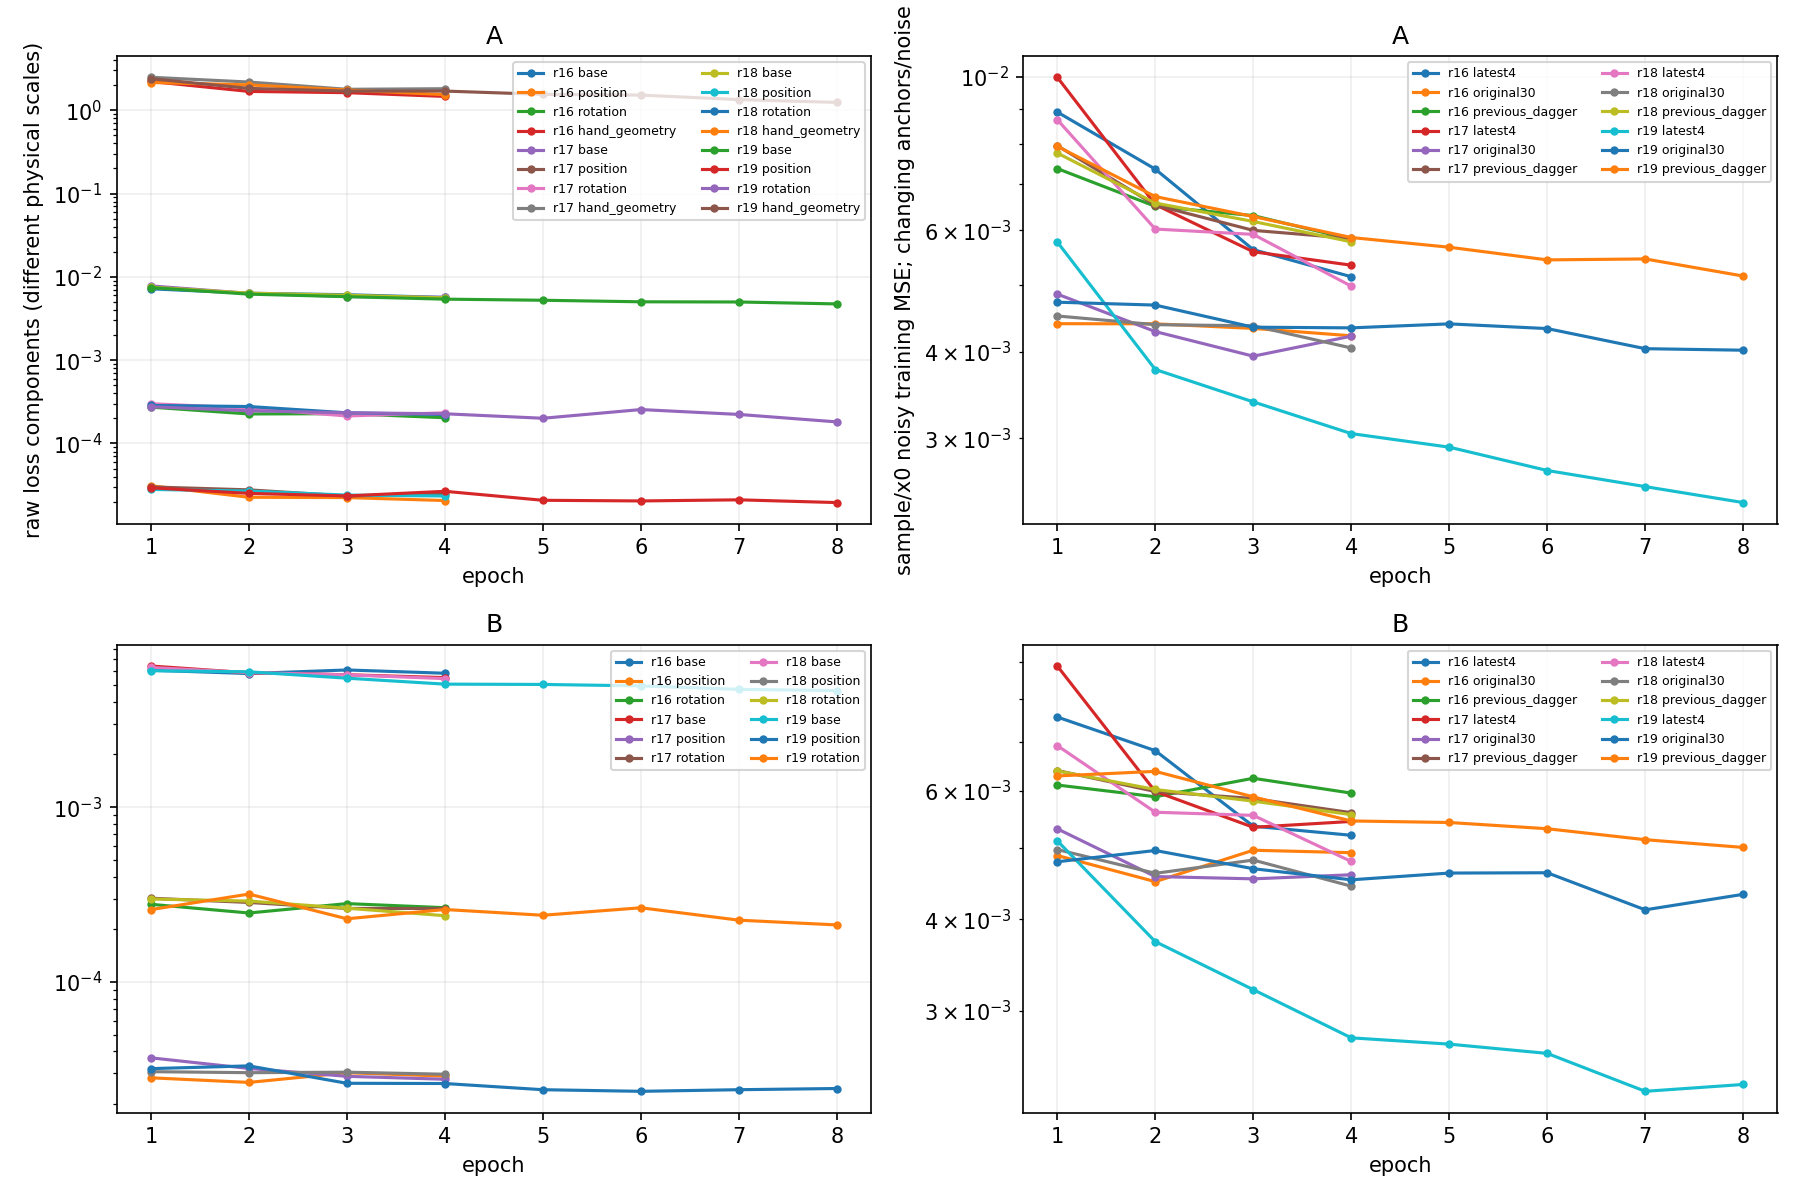 A
raw loss components (different physical scales)
10⁰
10⁻¹
10⁻²
10⁻³
10⁻⁴
r16 base
r16 position
r16 rotation
r16 hand_geometry
r17 base
r17 position
r17 rotation
r17 hand_geometry
r18 base
r18 position
r18 rotation
r18 hand_geometry
r19 base
r19 position
r19 rotation
r19 hand_geometry
1 2 3 4 5 6 7 8
epoch
A
sample/x0 noisy training MSE; changing anchors/noise
10⁻²
6 × 10⁻³
4 × 10⁻³
3 × 10⁻³
r16 latest4
r16 original30
r16 previous_dagger
r17 latest4
r17 original30
r17 previous_dagger
r18 latest4
r18 original30
r18 previous_dagger
r19 latest4
r19 original30
r19 previous_dagger
1 2 3 4 5 6 7 8
epoch
B
10⁻³
10⁻⁴
r16 base
r16 position
r16 rotation
r17 base
r17 position
r17 rotation
r18 base
r18 position
r18 rotation
r19 base
r19 position
r19 rotation
1 2 3 4 5 6 7 8
epoch
B
6 × 10⁻³
4 × 10⁻³
3 × 10⁻³
r16 latest4
r16 original30
r16 previous_dagger
r17 latest4
r17 original30
r17 previous_dagger
r18 latest4
r18 original30
r18 previous_dagger
r19 latest4
r19 original30
r19 previous_dagger
1 2 3 4 5 6 7 8
epoch